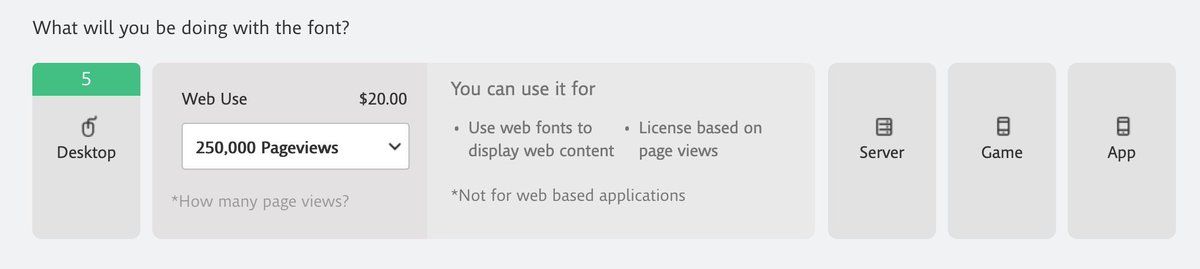 What will you be doing with the font?
5
Desktop
Web Use $20.00
250,000 Pageviews
*How many page views?
You can use it for
• Use web fonts to
display web content
• License based on
page views
*Not for web based applications
Server
Game
App